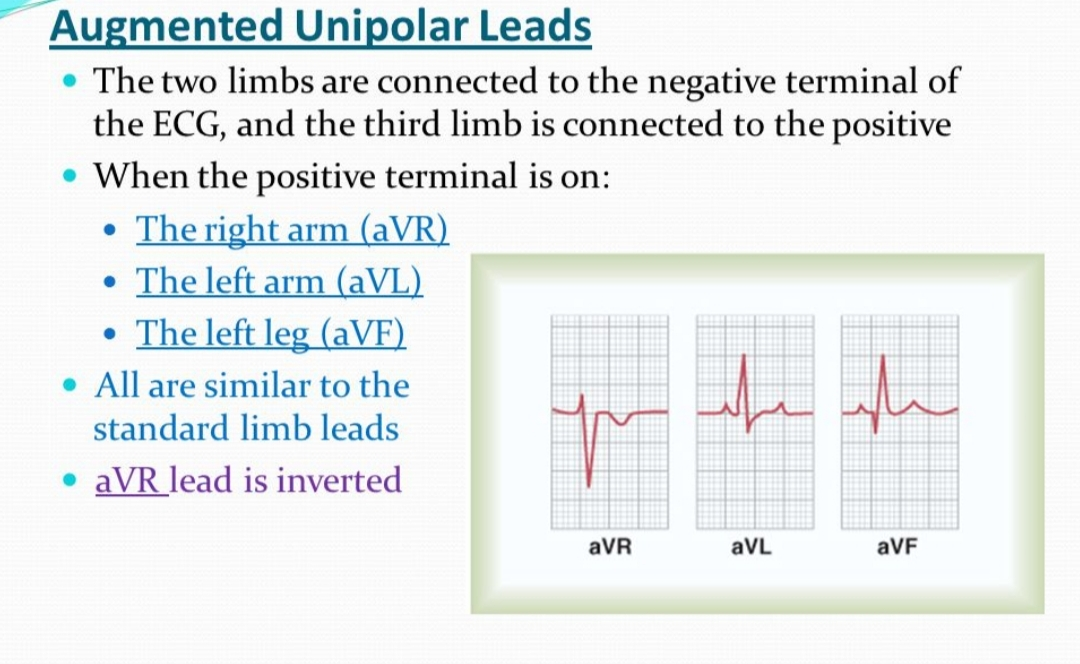 Augmented Unipolar Leads
• The two limbs are connected to the negative terminal of
the ECG, and the third limb is connected to the positive
• When the positive terminal is on:
• The right arm (aVR)
• The left arm (aVL)
• The left leg (aVF)
• All are similar to the
standard limb leads
• aVR lead is inverted
aVR aVL aVF